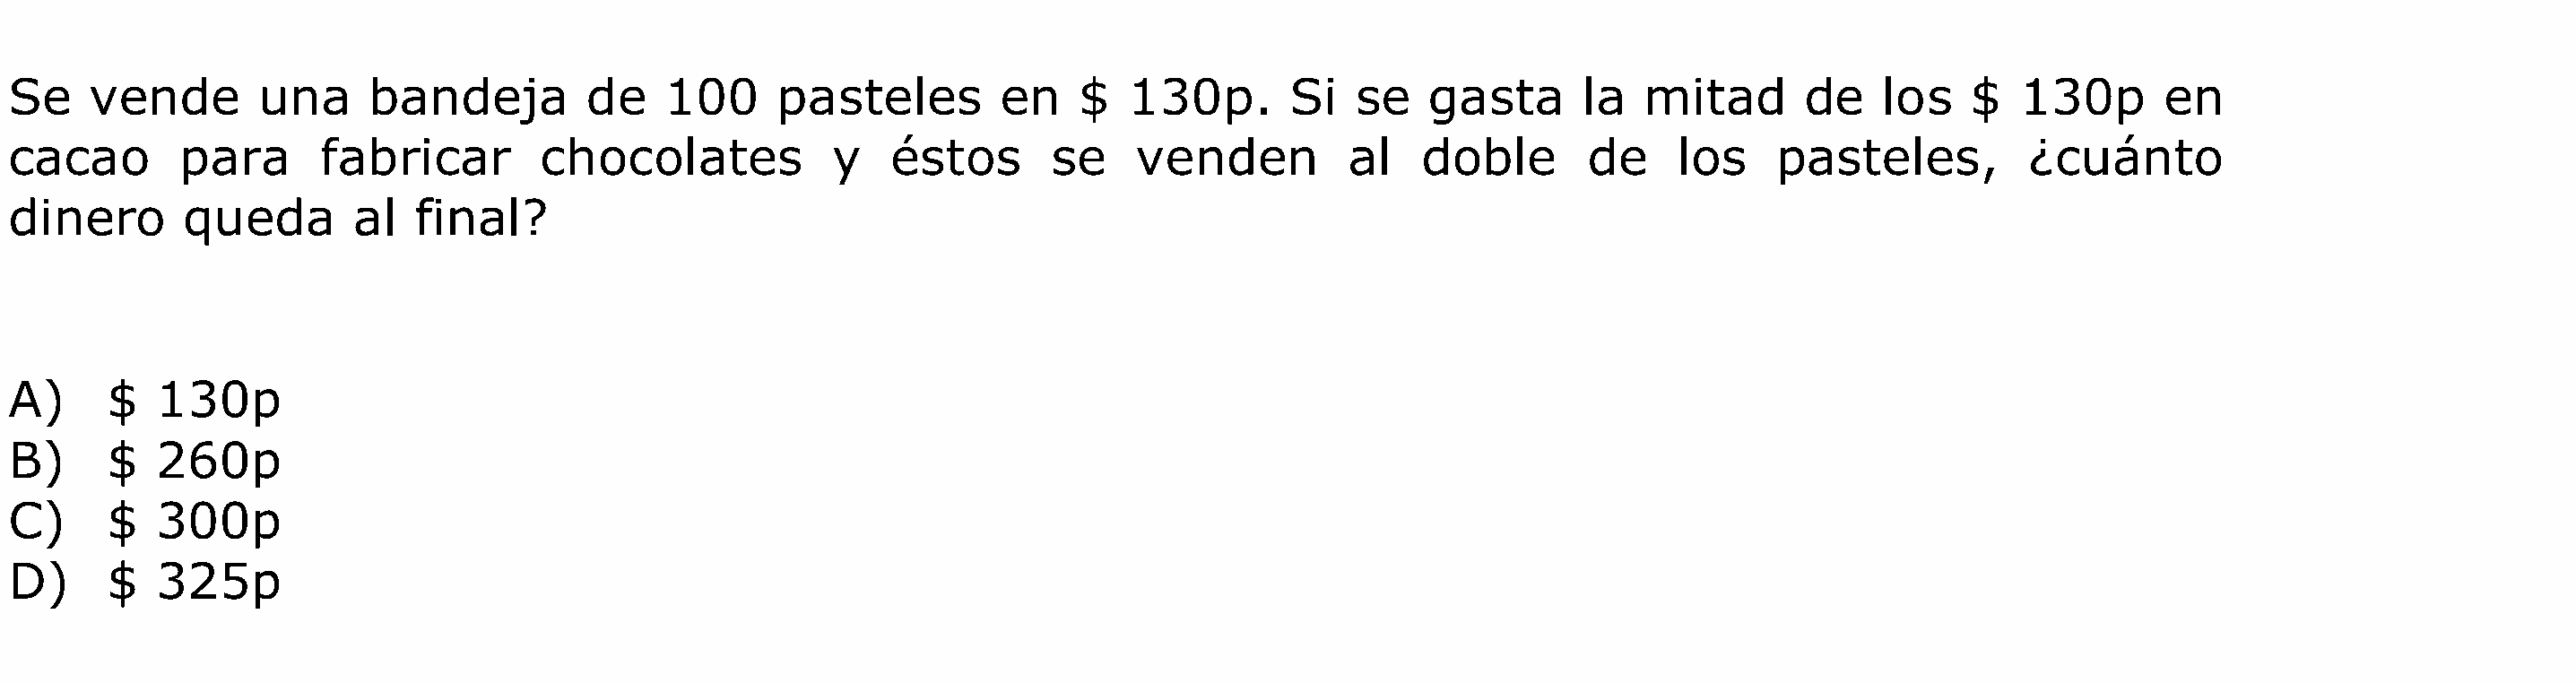 Se vende una bandeja de 100 pasteles en $ 130p. Si se gasta la mitad de los $ 130p en
cacao para fabricar chocolates y éstos se venden al doble de los pasteles, ¿cuánto
dinero queda al final?
A) $ 130p
B) $ 260p
C) $ 300p
D) $ 325p